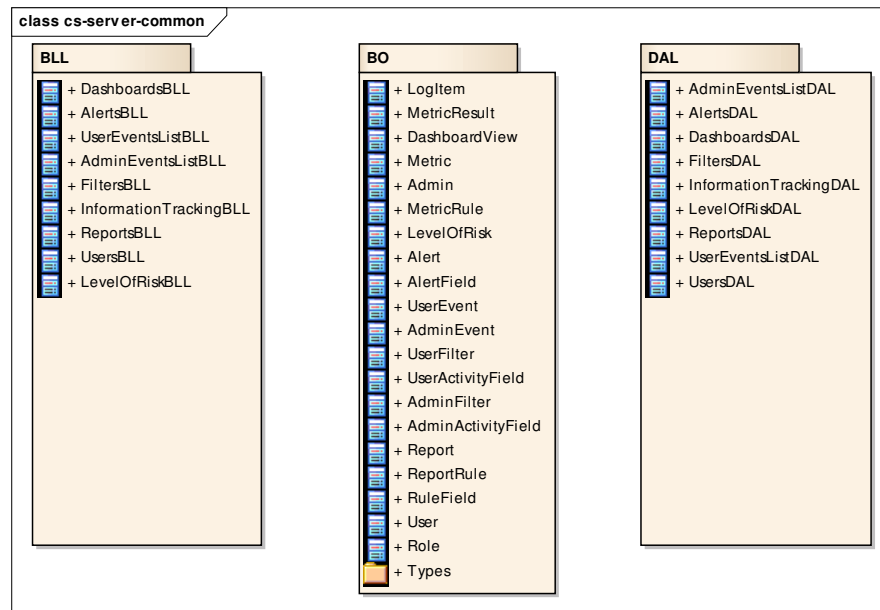 class cs-server-common
BLL
+ DashboardsBLL
+ AlertsBLL
+ UserEventsListBLL
+ AdminEventsListBLL
+ FiltersBLL
+ InformationTrackingBLL
+ ReportsBLL
+ UsersBLL
+ LevelOfRiskBLL
BO
+ LogItem
+ MetricResult
+ DashboardView
+ Metric
+ Admin
+ MetricRule
+ LevelOfRisk
+ Alert
+ AlertField
+ UserEvent
+ AdminEvent
+ UserFilter
+ UserActivityField
+ AdminFilter
+ AdminActivityField
+ Report
+ ReportRule
+ RuleField
+ User
+ Role
+ Types
DAL
+ AdminEventsListDAL
+ AlertsDAL
+ DashboardsDAL
+ FiltersDAL
+ InformationTrackingDAL
+ LevelOfRiskDAL
+ ReportsDAL
+ UserEventsListDAL
+ UsersDAL